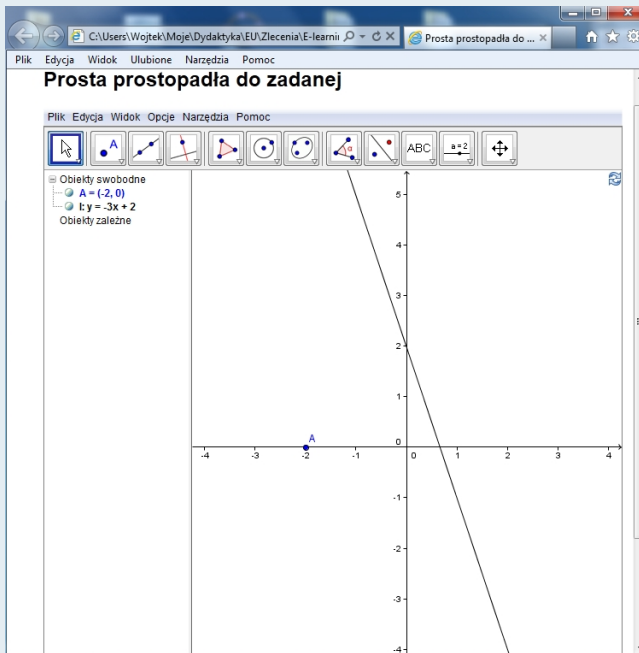 C:\Users\Wojtek\Moje\Dydaktyka\EU\Zlecenia\E-learni
Prosta prostopadła do ...
Plik Edycja Widok Ulubione Narzędzia Pomoc
Prosta prostopadła do zadanej
Plik Edycja Widok Opcje Narzędzia Pomoc
A
α
ABC
a = 2
Obiekty swobodne
A = (-2, 0)
l: y = -3x + 2
Obiekty zależne
5
4
3
2
1
0
A
-4 -3 -2 -1 0 1 2 3 4
-1
-2
-3
-4